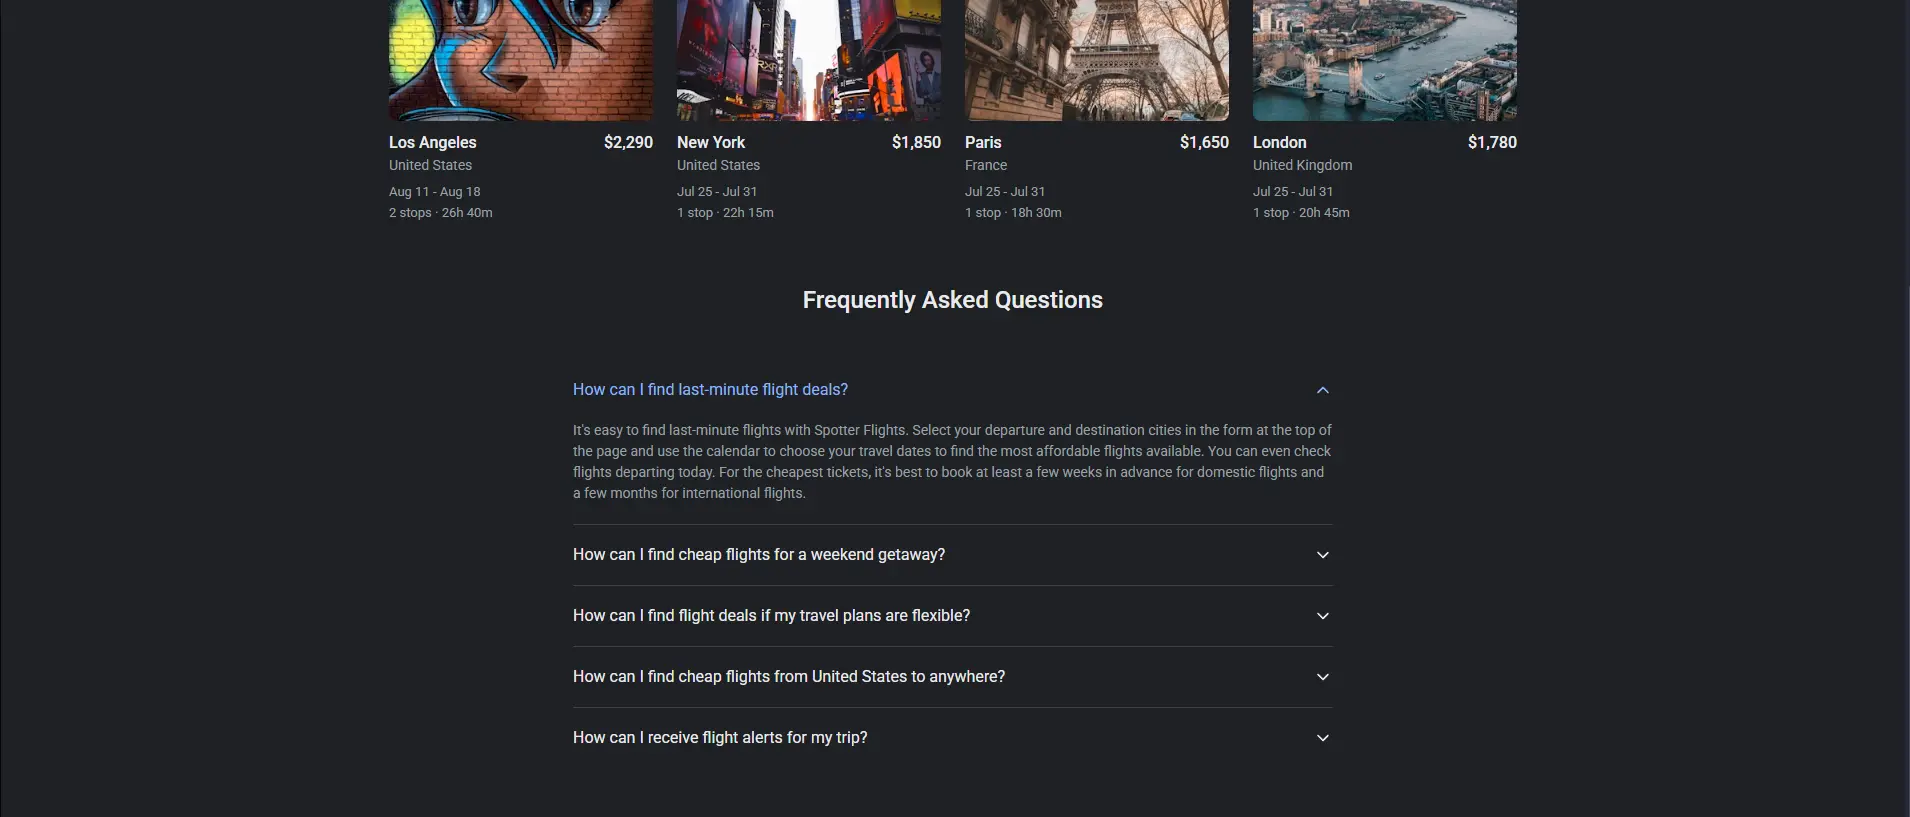 Los Angeles $2,290
United States
Aug 11 - Aug 18
2 stops · 26h 40m
New York $1,850
United States
Jul 25 - Jul 31
1 stop · 22h 15m
Paris $1,650
France
Jul 25 - Jul 31
1 stop · 18h 30m
London $1,780
United Kingdom
Jul 25 - Jul 31
1 stop · 20h 45m
Frequently Asked Questions
How can I find last-minute flight deals?
It's easy to find last-minute flights with Spotter Flights. Select your departure and destination cities in the form at the top of
the page and use the calendar to choose your travel dates to find the most affordable flights available. You can even check
flights departing today. For the cheapest tickets, it's best to book at least a few weeks in advance for domestic flights and
a few months for international flights.
How can I find cheap flights for a weekend getaway?
How can I find flight deals if my travel plans are flexible?
How can I find cheap flights from United States to anywhere?
How can I receive flight alerts for my trip?